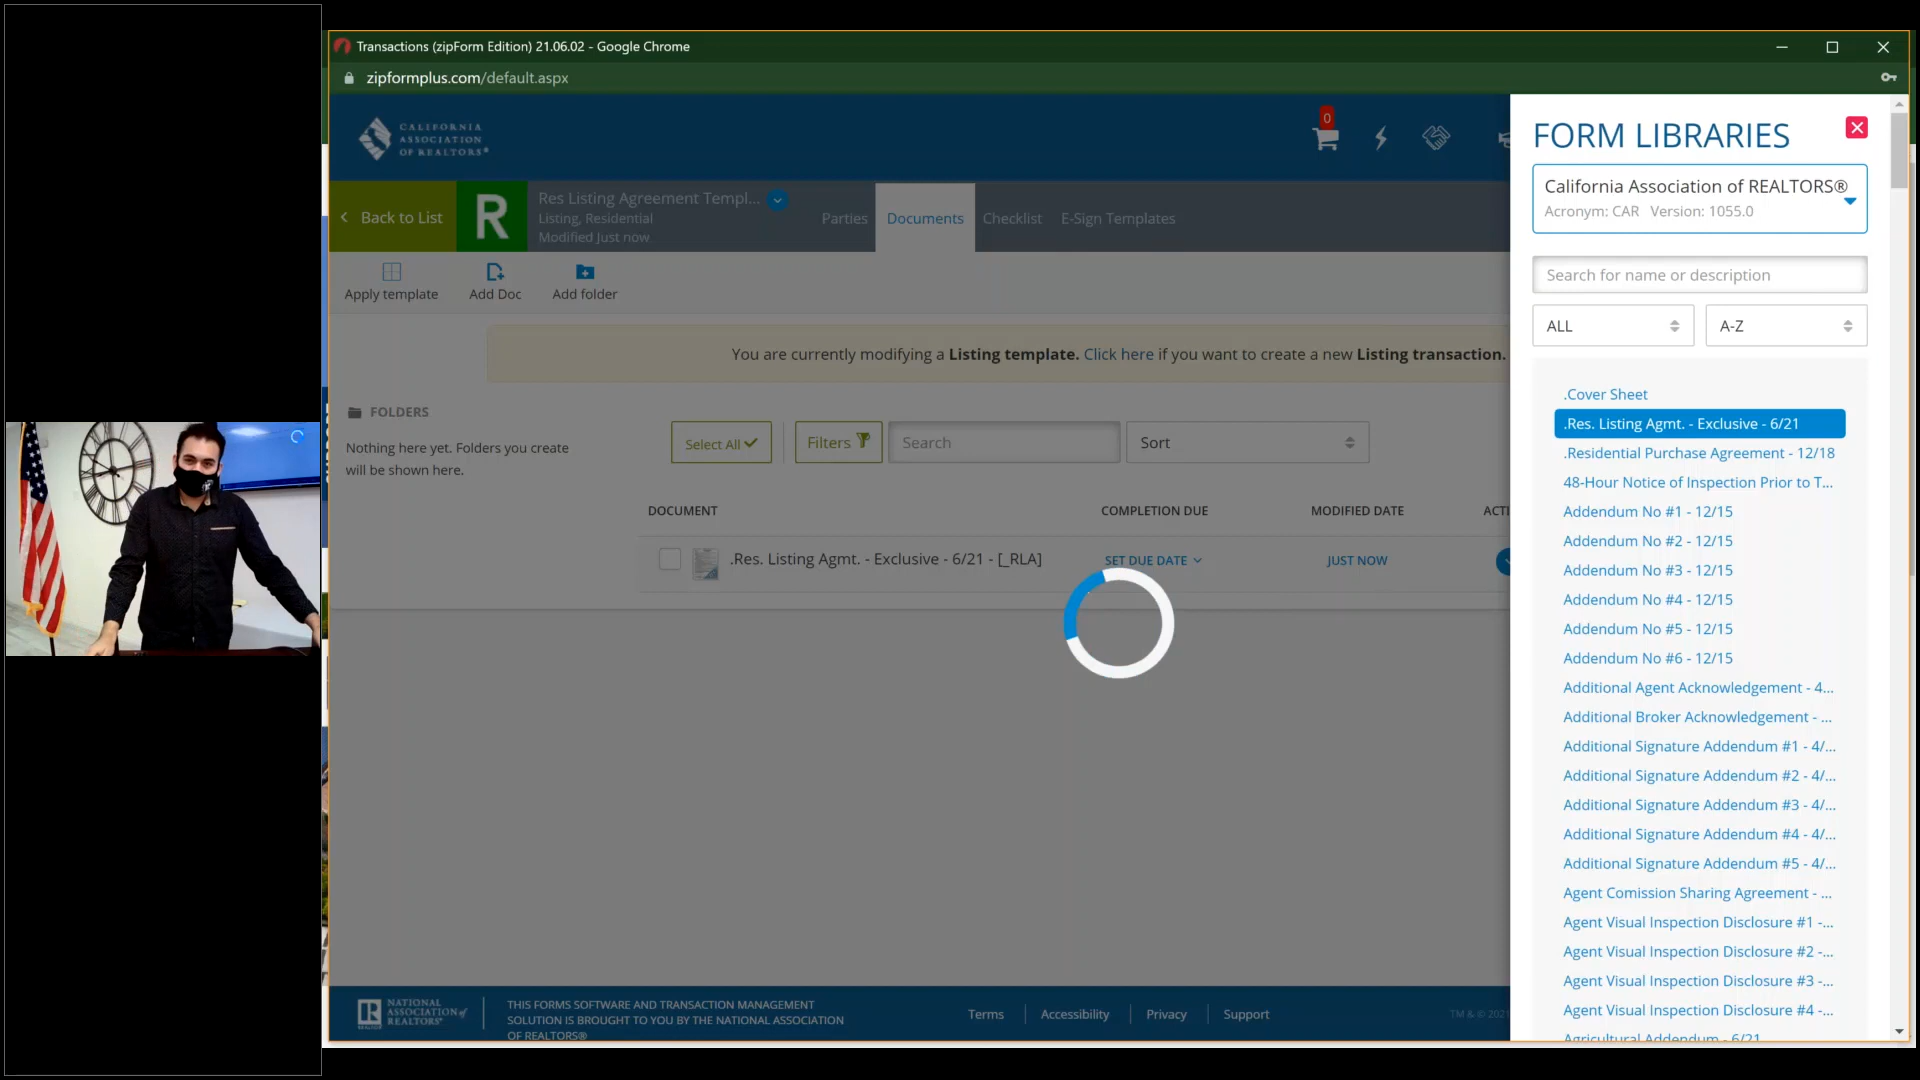 Transactions (zipForm Edition) 21.06.02 - Google Chrome
zipformplus.com/default.aspx
CALIFORNIA
ASSOCIATION
OF REALTORS®
0
Back to List
R
Res Listing Agreement Templ...
Listing, Residential
Modified Just now
Parties
Documents
Checklist
E-Sign Templates
Apply template
Add Doc
Add folder
You are currently modifying a Listing template. Click here if you want to create a new Listing transaction.
FOLDERS
Nothing here yet. Folders you create
will be shown here.
Select All
Filters
Search
Sort
DOCUMENT
COMPLETION DUE
MODIFIED DATE
ACTI
.Res. Listing Agmt. - Exclusive - 6/21 - [_RLA]
SET DUE DATE
JUST NOW
FORM LIBRARIES
California Association of REALTORS®
Acronym: CAR Version: 1055.0
Search for name or description
ALL
A-Z
.Cover Sheet
.Res. Listing Agmt. - Exclusive - 6/21
.Residential Purchase Agreement - 12/18
48-Hour Notice of Inspection Prior to T...
Addendum No #1 - 12/15
Addendum No #2 - 12/15
Addendum No #3 - 12/15
Addendum No #4 - 12/15
Addendum No #5 - 12/15
Addendum No #6 - 12/15
Additional Agent Acknowledgement - 4...
Additional Broker Acknowledgement - ...
Additional Signature Addendum #1 - 4/...
Additional Signature Addendum #2 - 4/...
Additional Signature Addendum #3 - 4/...
Additional Signature Addendum #4 - 4/...
Additional Signature Addendum #5 - 4/...
Agent Comission Sharing Agreement - ...
Agent Visual Inspection Disclosure #1 -...
Agent Visual Inspection Disclosure #2 -...
Agent Visual Inspection Disclosure #3 -...
Agent Visual Inspection Disclosure #4 -...
Agricultural Addendum - 6/21
NATIONAL
ASSOCIATION of
REALTORS®
REALTOR®
THIS FORMS SOFTWARE AND TRANSACTION MANAGEMENT
SOLUTION IS BROUGHT TO YOU BY THE NATIONAL ASSOCIATION
OF REALTORS®
Terms
Accessibility
Privacy
Support
TM & © 2021